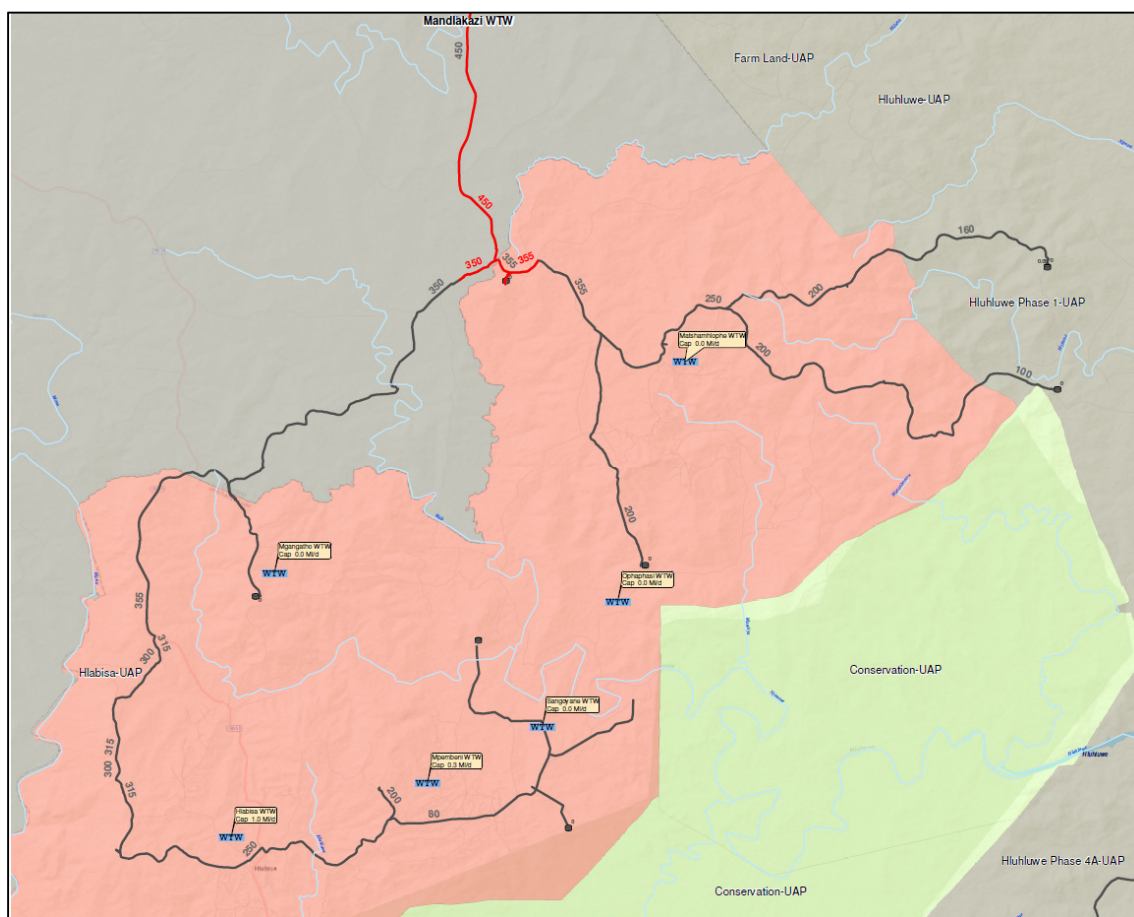 Mandlakazi WTW
450
Farm Land-UAP
Hluhluwe-UAP
450
160
350
355
355
350
355
250
200
Hluhluwe Phase 1-UAP
Matshamhlophe WTW
Cap 0.0 Ml/d
WTW
200
100
200
Mgangatho WTW
Cap 0.0 Ml/d
WTW
Ophaphasi WTW
Cap 0.0 Ml/d
WTW
355
315
300
Hlabisa-UAP
Conservation-UAP
Sangoyane WTW
Cap 0.0 Ml/d
WTW
315
300
315
Mpembeni WTW
Cap 0.3 Ml/d
WTW
200
80
Hlabisa WTW
Cap 1.0 Ml/d
WTW
250
Hlabisa
Hluhluwe
Hluhluwe Phase 4A-UAP
Conservation-UAP